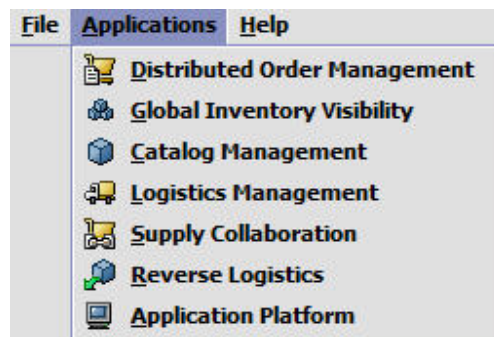 File Applications Help
Distributed Order Management
Global Inventory Visibility
Catalog Management
Logistics Management
Supply Collaboration
Reverse Logistics
Application Platform